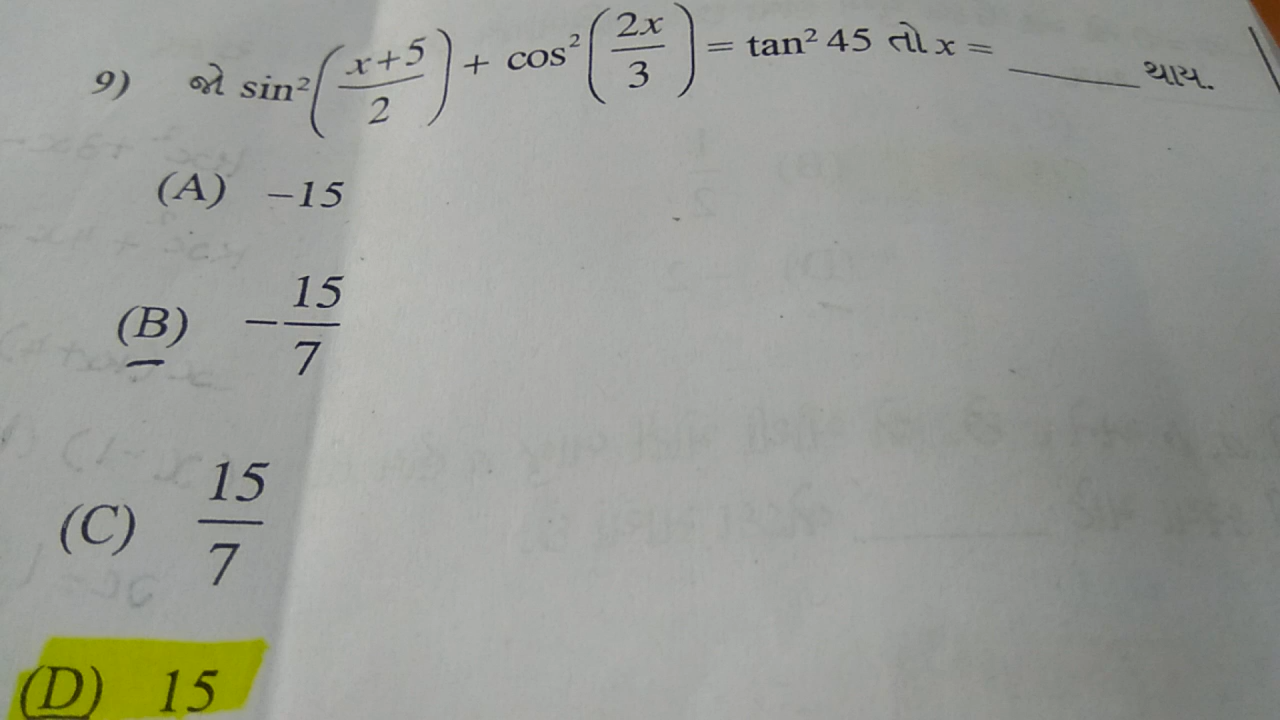 9) જો sin²((x+5)/2) + cos²(2x/3) = tan² 45 તો x = ______ થાય.
(A) −15
(B) −15/7
(C) 15/7
(D) 15